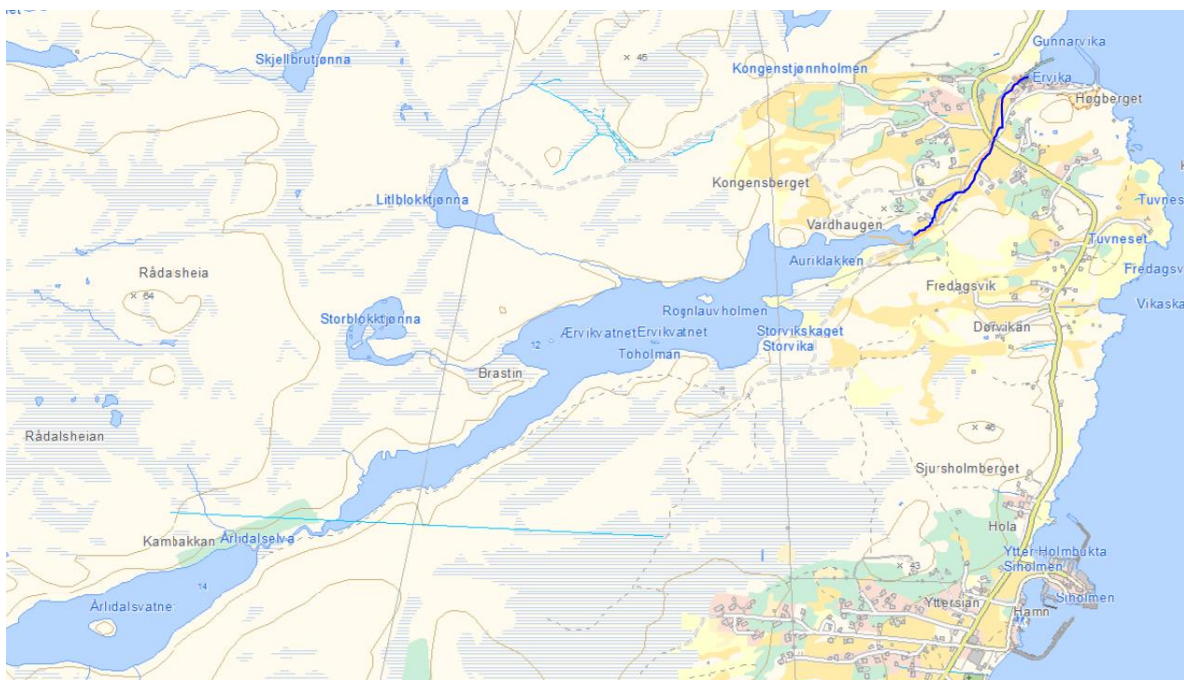 Gunnarvika
Skjellbrutjønna
× 45
Kongenstjønnholmen
Ervika
Høgberget
Kongensberget
Litlblokktjønna
32
Tuvnes
Vardhaugen
Tuvneset
Auriklakken
Rådasheia
Fredagsvik
Fredagsv
× 64
Rognlauvholmen
Vikaska
Storblokktjønna
Ærvikvatnet
Ervikvatnet
Storvikskaget
Dørvikan
12
Storvika
Toholman
Brastin
Rådalsheian
× 46
Sjursholmberget
Hola
Kambakkan
Årlidalselva
Ytter-Holmbukta
Siholmen
× 43
14
Siholmen
Årlidalsvatne
Yttersian
Hamn